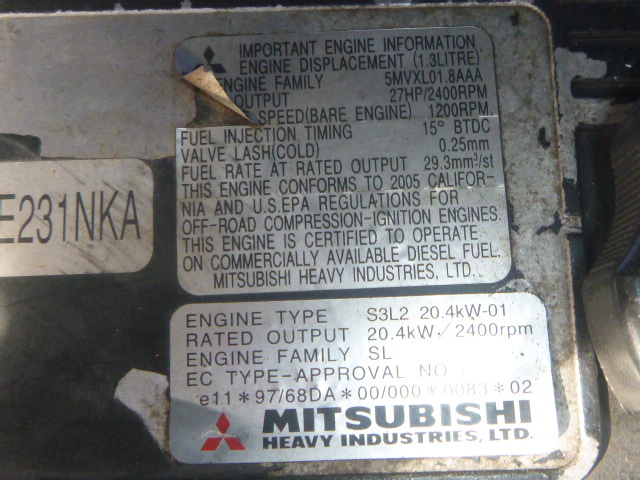 IMPORTANT ENGINE INFORMATION
ENGINE DISPLACEMENT (1.3LITRE)
ENGINE FAMILY 5MVXL01.8AAA
OUTPUT 27HP/2400RPM
SPEED(BARE ENGINE) 1200RPM
FUEL INJECTION TIMING 15° BTDC
VALVE LASH(COLD) 0.25mm
FUEL RATE AT RATED OUTPUT 29.3mm³/st
THIS ENGINE CONFORMS TO 2005 CALIFOR-
NIA AND U.S.EPA REGULATIONS FOR
OFF-ROAD COMPRESSION-IGNITION ENGINES.
THIS ENGINE IS CERTIFIED TO OPERATE
ON COMMERCIALLY AVAILABLE DIESEL FUEL.
MITSUBISHI HEAVY INDUSTRIES, LTD.
E231NKA
ENGINE TYPE S3L2 20.4kW-01
RATED OUTPUT 20.4kW/2400rpm
ENGINE FAMILY SL
EC TYPE-APPROVAL NO
e11*97/68DA*00/000*0083*02
MITSUBISHI
HEAVY INDUSTRIES, LTD.